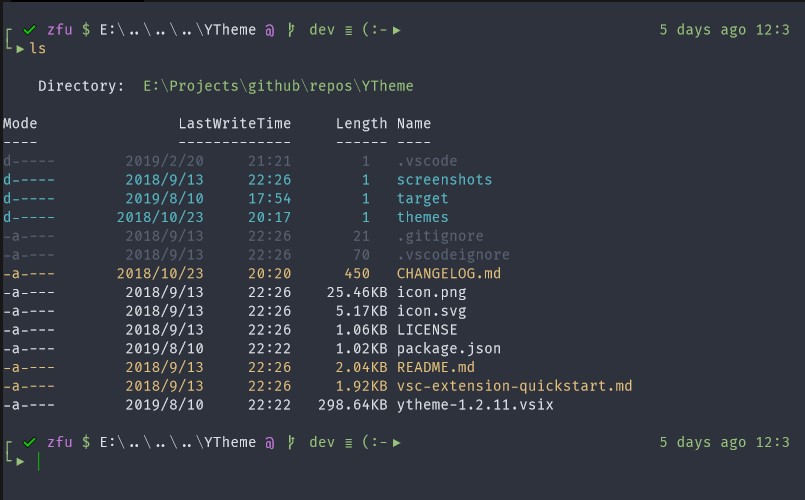 ✔ zfu $ E:\..\..\..\YTheme @ dev ≡ (:-▶ 5 days ago 12:3
▶ ls
Directory: E:\Projects\github\repos\YTheme
Mode LastWriteTime Length Name
---- ------------- ------ ----
d----- 2019/2/20 21:21 1 .vscode
d----- 2018/9/13 22:26 1 screenshots
d----- 2019/8/10 17:54 1 target
d----- 2018/10/23 20:17 1 themes
-a---- 2018/9/13 22:26 21 .gitignore
-a---- 2018/9/13 22:26 70 .vscodeignore
-a---- 2018/10/23 20:20 450 CHANGELOG.md
-a---- 2018/9/13 22:26 25.46KB icon.png
-a---- 2018/9/13 22:26 5.17KB icon.svg
-a---- 2018/9/13 22:26 1.06KB LICENSE
-a---- 2019/8/10 22:22 1.02KB package.json
-a---- 2018/9/13 22:26 2.04KB README.md
-a---- 2018/9/13 22:26 1.92KB vsc-extension-quickstart.md
-a---- 2019/8/10 22:22 298.64KB ytheme-1.2.11.vsix
✔ zfu $ E:\..\..\..\YTheme @ dev ≡ (:-▶ 5 days ago 12:3
▶